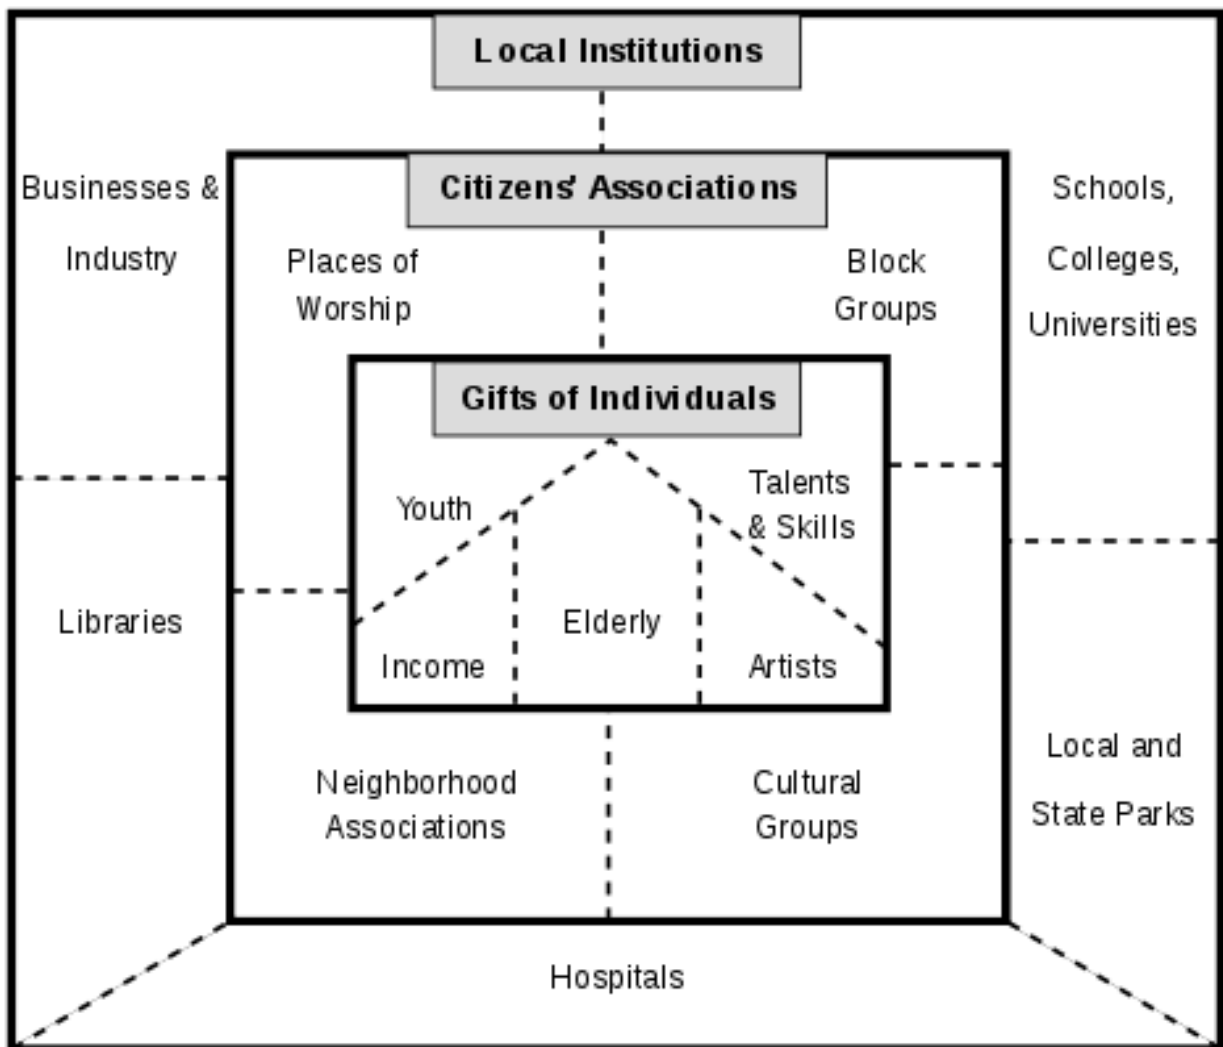 Local Institutions
Businesses &
Industry
Citizens' Associations
Schools,
Colleges,
Universities
Places of
Worship
Block
Groups
Gifts of Individuals
Youth
Talents
& Skills
Libraries
Income
Elderly
Artists
Neighborhood
Associations
Cultural
Groups
Local and
State Parks
Hospitals